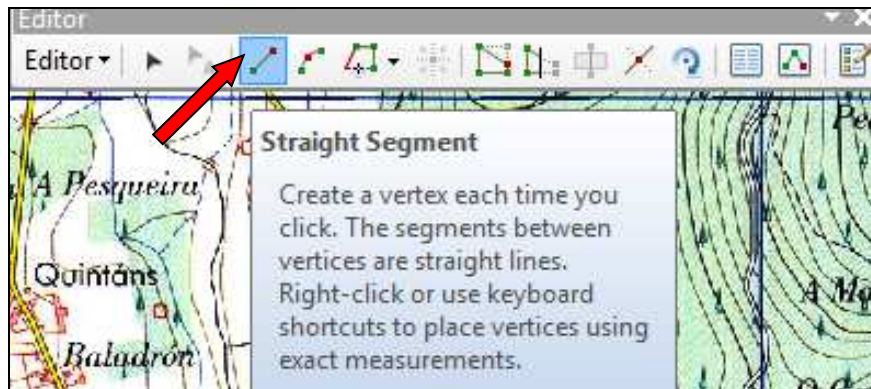 Editor
Editor
Straight Segment
Create a vertex each time you
click. The segments between
vertices are straight lines.
Right-click or use keyboard
shortcuts to place vertices using
exact measurements.
A Pesqueira
Quintáns
Baladrón
A